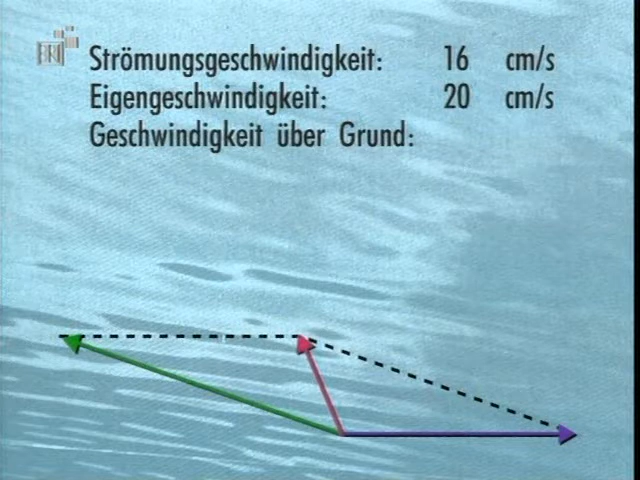 Strömungsgeschwindigkeit: 16 cm/s
Eigengeschwindigkeit: 20 cm/s
Geschwindigkeit über Grund: